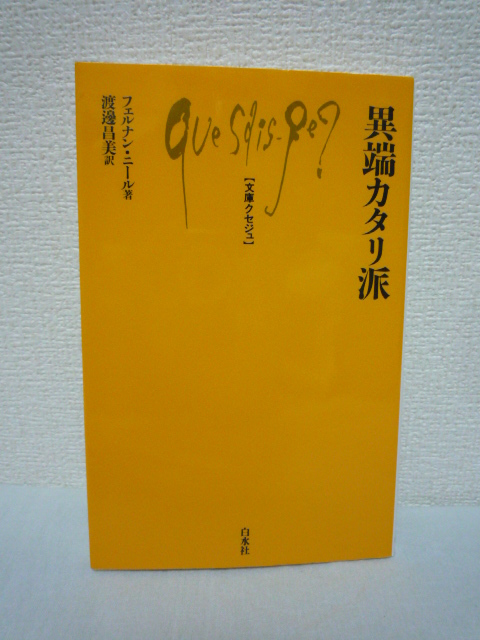 異端カタリ派
Que sais-je?
[文庫クセジュ]
フェルナン・ニール著
渡邊昌美訳
白水社